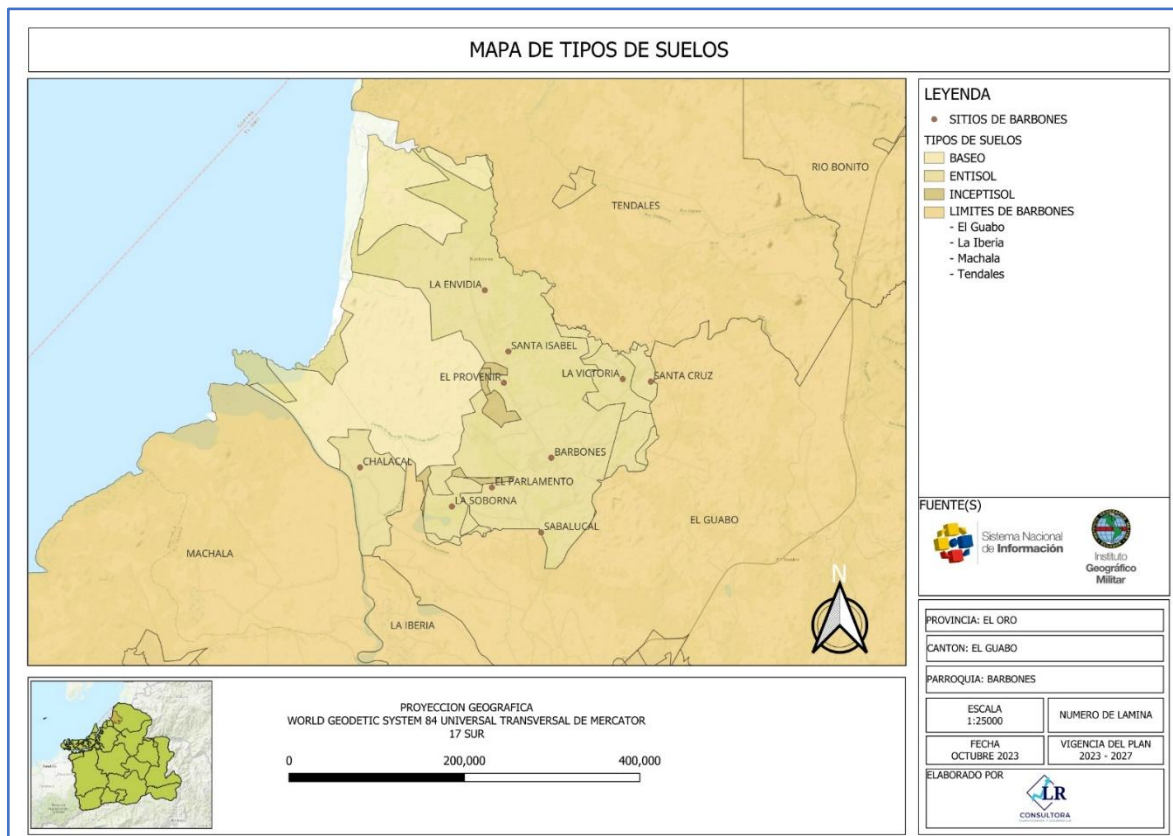 MAPA DE TIPOS DE SUELOS
RIO BONITO
TENDALES
LA ENVIDIA
SANTA ISABEL
EL PROVENIR
LA VICTORIA
SANTA CRUZ
BARBONES
CHALACAL
EL PARLAMENTO
LA SOBORNA
EL GUABO
SABALUCAL
MACHALA
LA IBERIA
N
LEYENDA
SITIOS DE BARBONES
TIPOS DE SUELOS
BASEO
ENTISOL
INCEPTISOL
LIMITES DE BARBONES
- El Guabo
- La Iberia
- Machala
- Tendales
FUENTE(S)
Sistema Nacional
de Información
Instituto
Geográfico
Militar
PROVINCIA: EL ORO
CANTON: EL GUABO
PARROQUIA: BARBONES
ESCALA
1:25000
NUMERO DE LAMINA
FECHA
OCTUBRE 2023
VIGENCIA DEL PLAN
2023 - 2027
ELABORADO POR
LR
CONSULTORA
PROYECCION GEOGRAFICA
WORLD GEODETIC SYSTEM 84 UNIVERSAL TRANSVERSAL DE MERCATOR
17 SUR
0 200,000 400,000